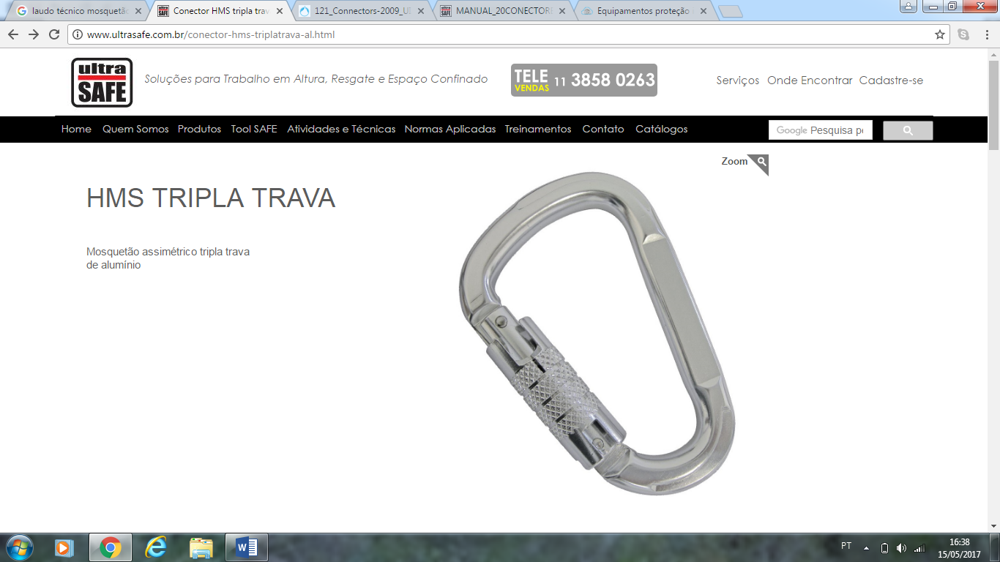 laudo técnico mosquetã
Conector HMS tripla trav
121_Connectors-2009_U
MANUAL_20CONECTOR
Equipamentos proteção
www.ultrasafe.com.br/conector-hms-triplatrava-al.html
ultra
SAFE
Soluções para Trabalho em Altura, Resgate e Espaço Confinado
TELE
VENDAS
11 3858 0263
Serviços Onde Encontrar Cadastre-se
Home Quem Somos Produtos Tool SAFE Atividades e Técnicas Normas Aplicadas Treinamentos Contato Catálogos
Google Pesquisa pe
Zoom
HMS TRIPLA TRAVA
Mosquetão assimétrico tripla trava
de alumínio
PT
16:38
15/05/2017